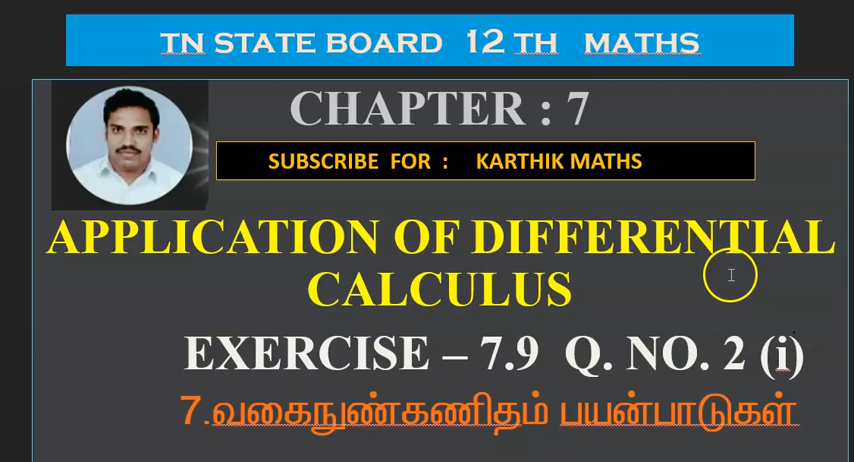 TN STATE BOARD 12 TH MATHS
CHAPTER : 7
SUBSCRIBE FOR : KARTHIK MATHS
APPLICATION OF DIFFERENTIAL
CALCULUS
EXERCISE – 7.9 Q. NO. 2 (i)
7.வகைநுண்கணிதம் பயன்பாடுகள்